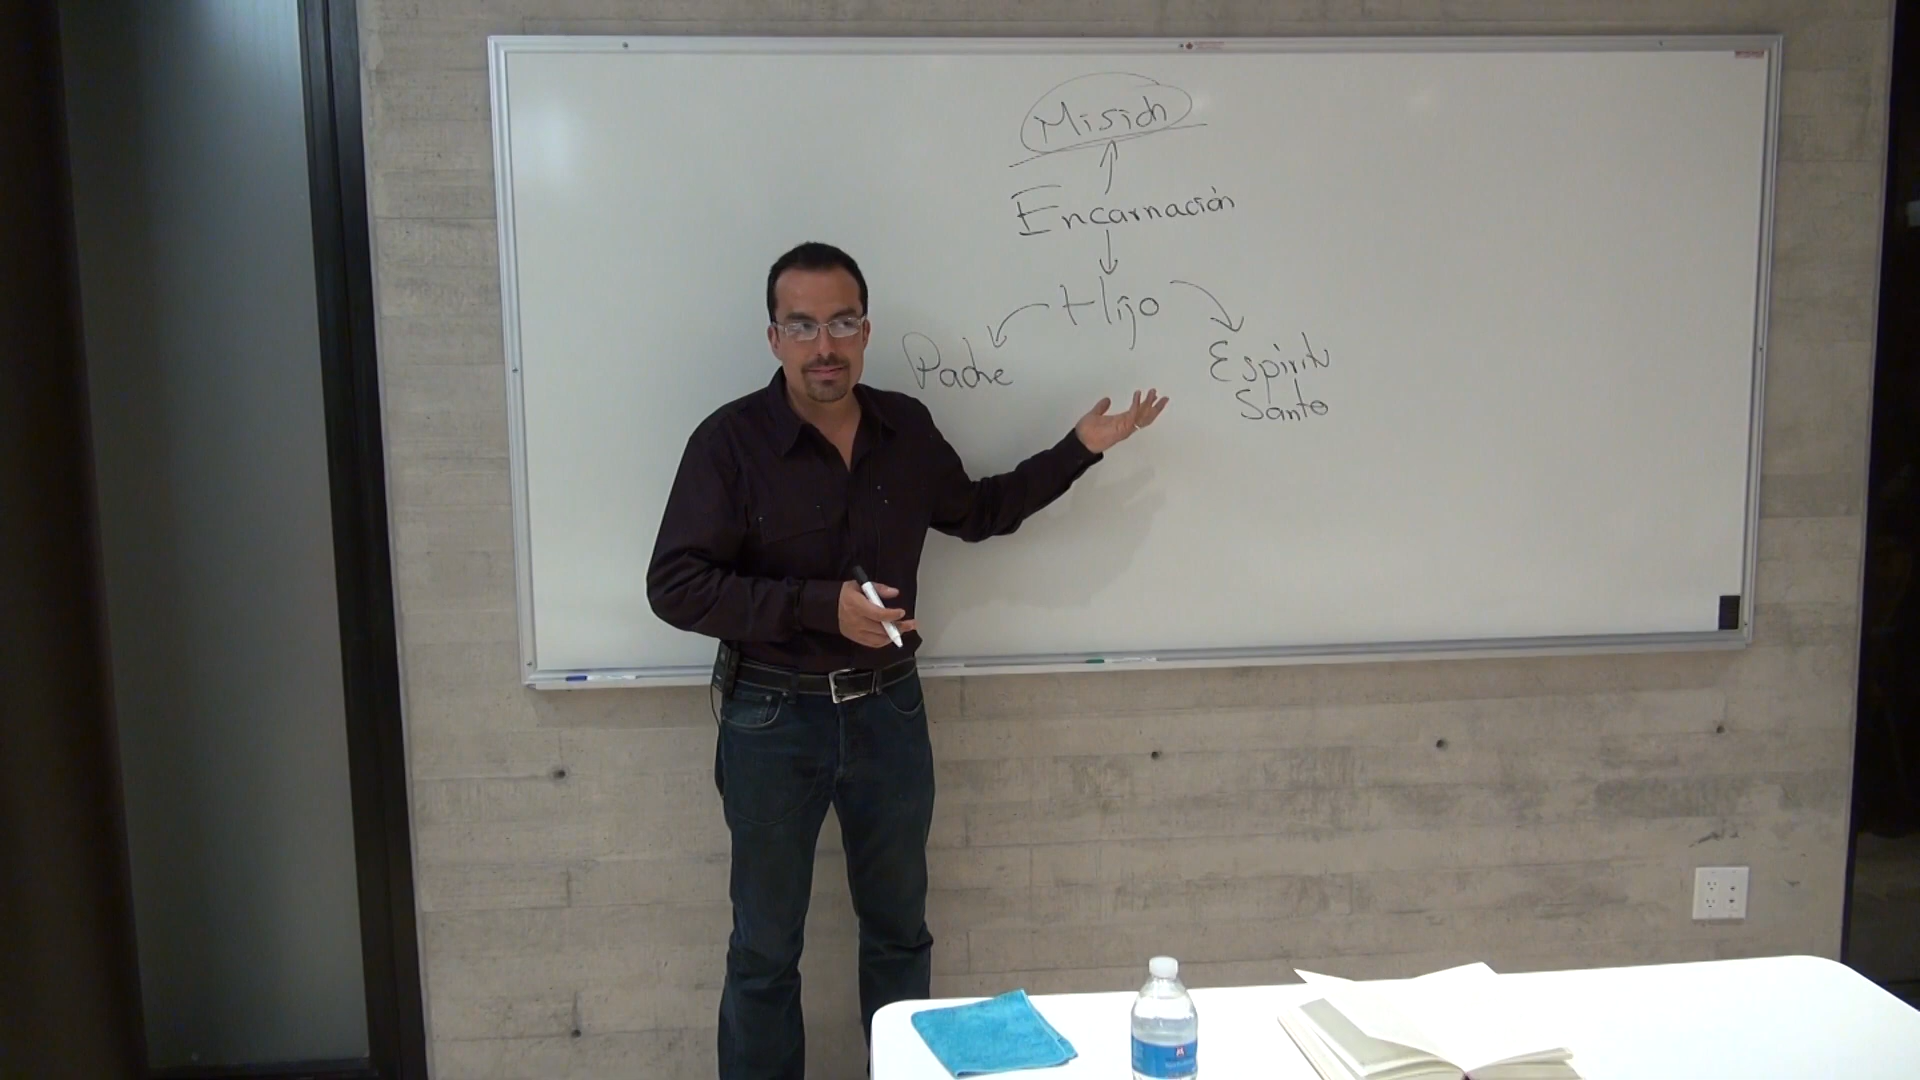 Misión
Encarnación
Hijo
Padre
Espíritu
Santo